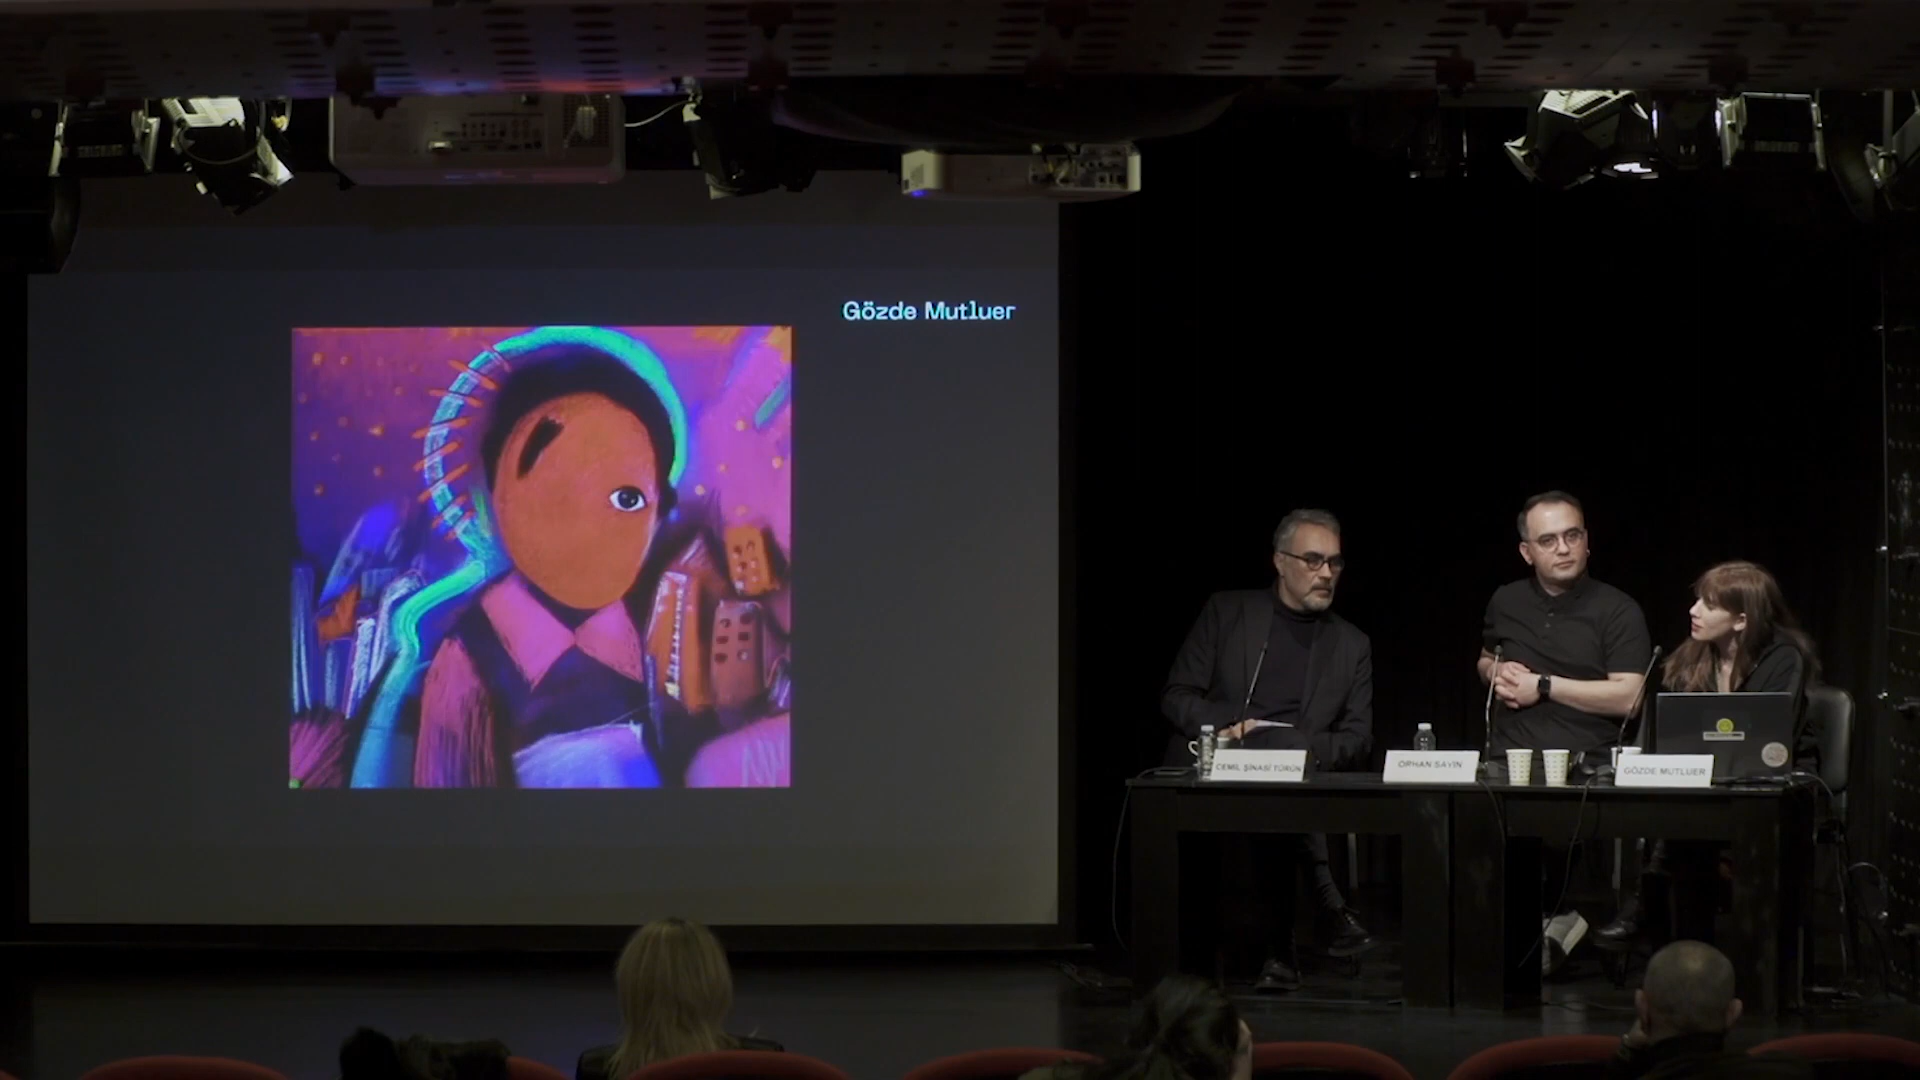 Gözde Mutluer
CEMİL ŞİNASİ TÜRÜN
ORHAN SAYIN
GÖZDE MUTLUER